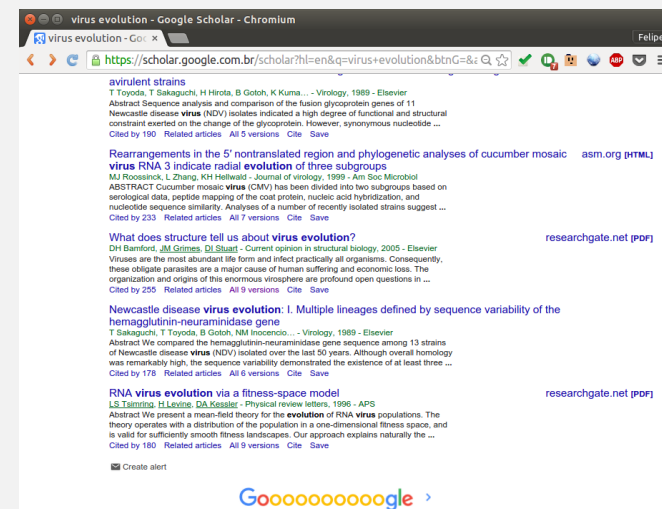 virus evolution - Google Scholar - Chromium
virus evolution - Goo ×
Felipe
https://scholar.google.com.br/scholar?hl=en&q=virus+evolution&btnG=&
avirulent strains
T Toyoda, T Sakaguchi, H Hirota, B Gotoh, K Kuma... - Virology, 1989 - Elsevier
Abstract Sequence analysis and comparison of the fusion glycoprotein genes of 11
Newcastle disease virus (NDV) isolates indicated a high degree of functional and structural
constraint exerted on the change of the glycoprotein. However, synonymous nucleotide ...
Cited by 190 Related articles All 5 versions Cite Save
Rearrangements in the 5' nontranslated region and phylogenetic analyses of cucumber mosaic asm.org [HTML]
virus RNA 3 indicate radial evolution of three subgroups
MJ Roossinck, L Zhang, KH Hellwald - Journal of virology, 1999 - Am Soc Microbiol
ABSTRACT Cucumber mosaic virus (CMV) has been divided into two subgroups based on
serological data, peptide mapping of the coat protein, nucleic acid hybridization, and
nucleotide sequence similarity. Analyses of a number of recently isolated strains suggest ...
Cited by 233 Related articles All 7 versions Cite Save
What does structure tell us about virus evolution? researchgate.net [PDF]
DH Bamford, JM Grimes, DI Stuart - Current opinion in structural biology, 2005 - Elsevier
Viruses are the most abundant life form and infect practically all organisms. Consequently,
these obligate parasites are a major cause of human suffering and economic loss. The
organization and origins of this enormous virosphere are profound open questions in ...
Cited by 255 Related articles All 9 versions Cite Save
Newcastle disease virus evolution: I. Multiple lineages defined by sequence variability of the
hemagglutinin-neuraminidase gene
T Sakaguchi, T Toyoda, B Gotoh, NM Inocencio... - Virology, 1989 - Elsevier
Abstract We compared the hemagglutinin-neuraminidase gene sequence among 13 strains
of Newcastle disease virus (NDV) isolated over the last 50 years. Although overall homology
was remarkably high, the sequence variability demonstrated the existence of at least three ...
Cited by 178 Related articles All 6 versions Cite Save
RNA virus evolution via a fitness-space model researchgate.net [PDF]
LS Tsimring, H Levine, DA Kessler - Physical review letters, 1996 - APS
Abstract We present a mean-field theory for the evolution of RNA virus populations. The
theory operates with a distribution of the population in a one-dimensional fitness space, and
is valid for sufficiently smooth fitness landscapes. Our approach explains naturally the ...
Cited by 180 Related articles All 9 versions Cite Save
Create alert
Goooooooooogle